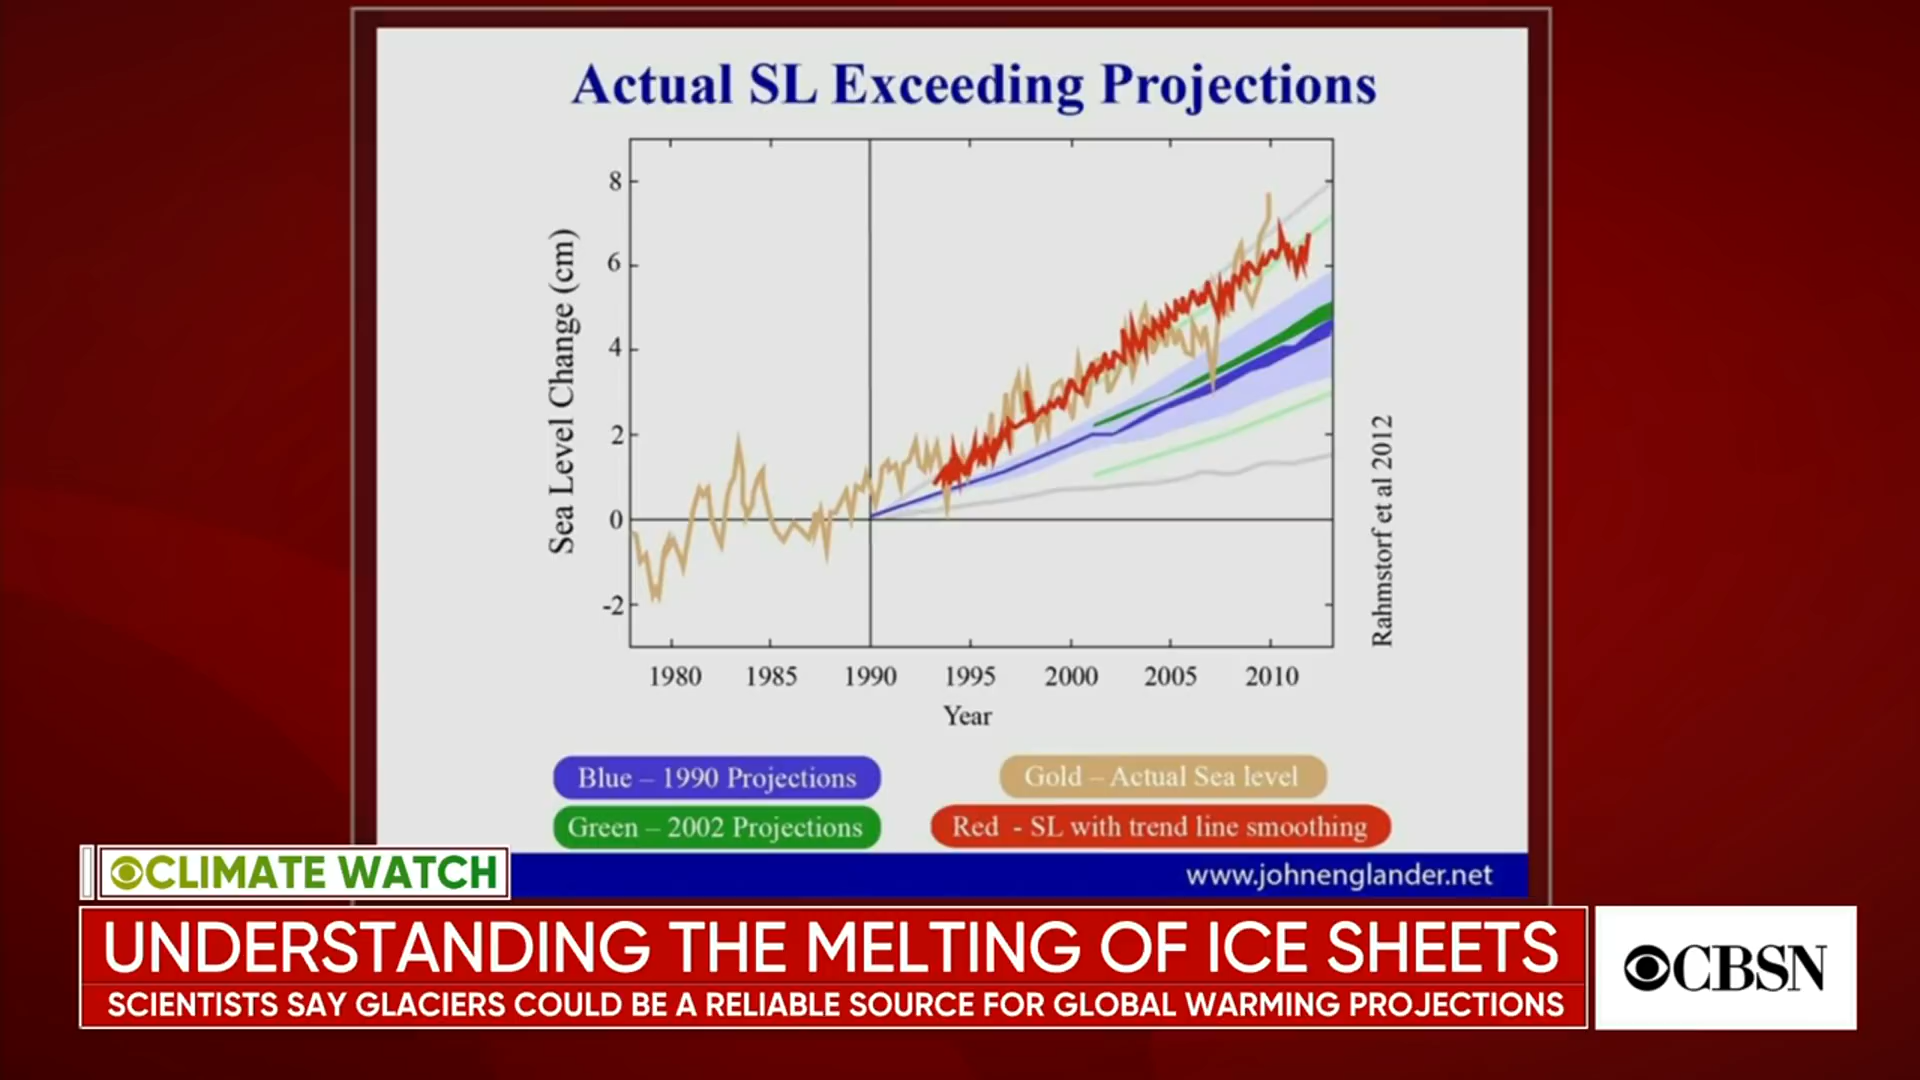 Actual SL Exceeding Projections
8
6
4
2
0
-2
Sea Level Change (cm)
1980 1985 1990 1995 2000 2005 2010
Year
Rahmstorf et al 2012
Blue – 1990 Projections
Gold – Actual Sea level
Green – 2002 Projections
Red - SL with trend line smoothing
www.johnenglander.net
CLIMATE WATCH
UNDERSTANDING THE MELTING OF ICE SHEETS
SCIENTISTS SAY GLACIERS COULD BE A RELIABLE SOURCE FOR GLOBAL WARMING PROJECTIONS
CBSN